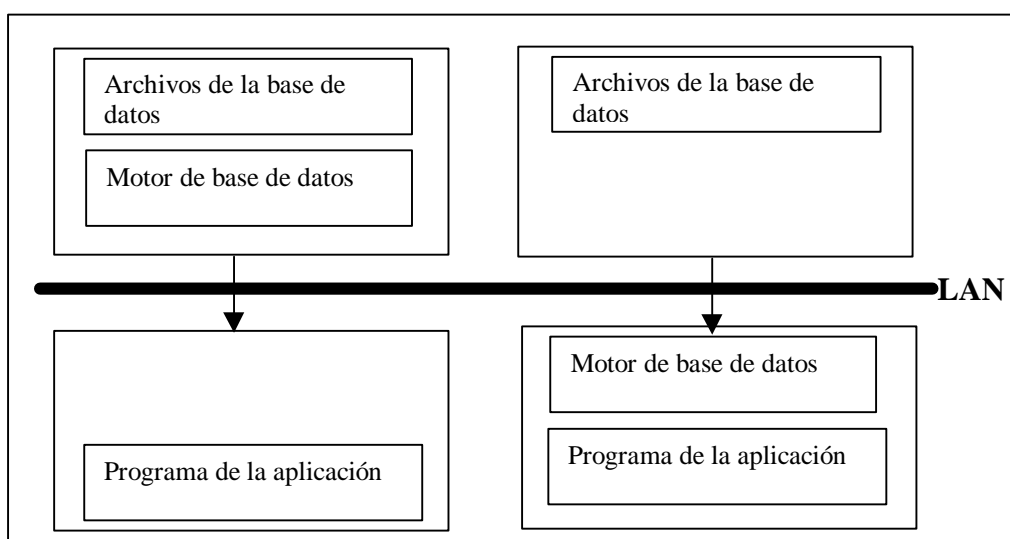 Archivos de la base de
datos
Motor de base de datos
Archivos de la base de
datos
LAN
Programa de la aplicación
Motor de base de datos
Programa de la aplicación